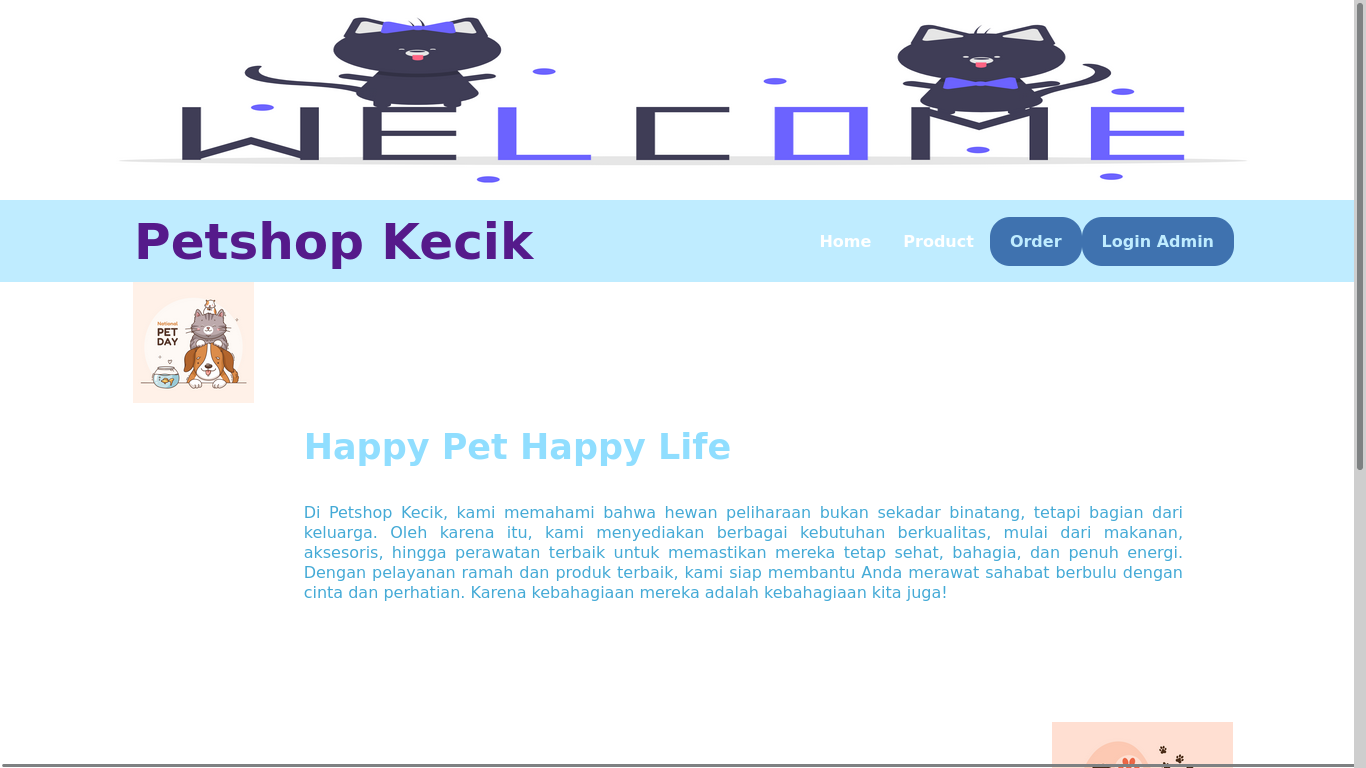 WELCOME
Petshop Kecik
Home Product Order Login Admin
National
PET
DAY
Happy Pet Happy Life
Di Petshop Kecik, kami memahami bahwa hewan peliharaan bukan sekadar binatang, tetapi bagian dari
keluarga. Oleh karena itu, kami menyediakan berbagai kebutuhan berkualitas, mulai dari makanan,
aksesoris, hingga perawatan terbaik untuk memastikan mereka tetap sehat, bahagia, dan penuh energi.
Dengan pelayanan ramah dan produk terbaik, kami siap membantu Anda merawat sahabat berbulu dengan
cinta dan perhatian. Karena kebahagiaan mereka adalah kebahagiaan kita juga!